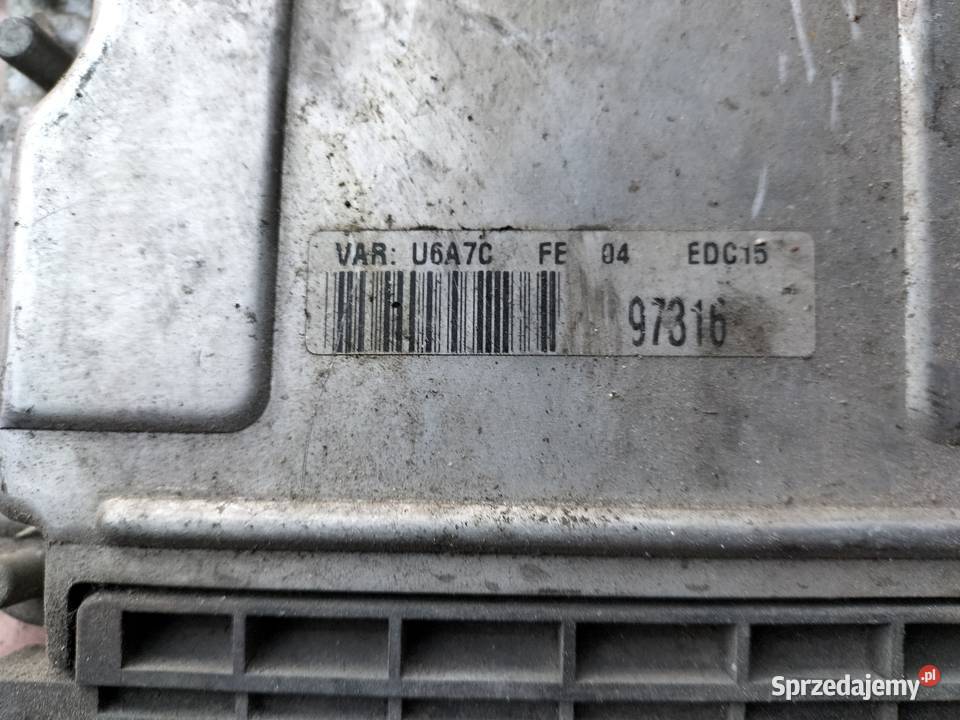 VAR: U6A7C FE 04 EDC15
97316
Sprzedajemy.pl